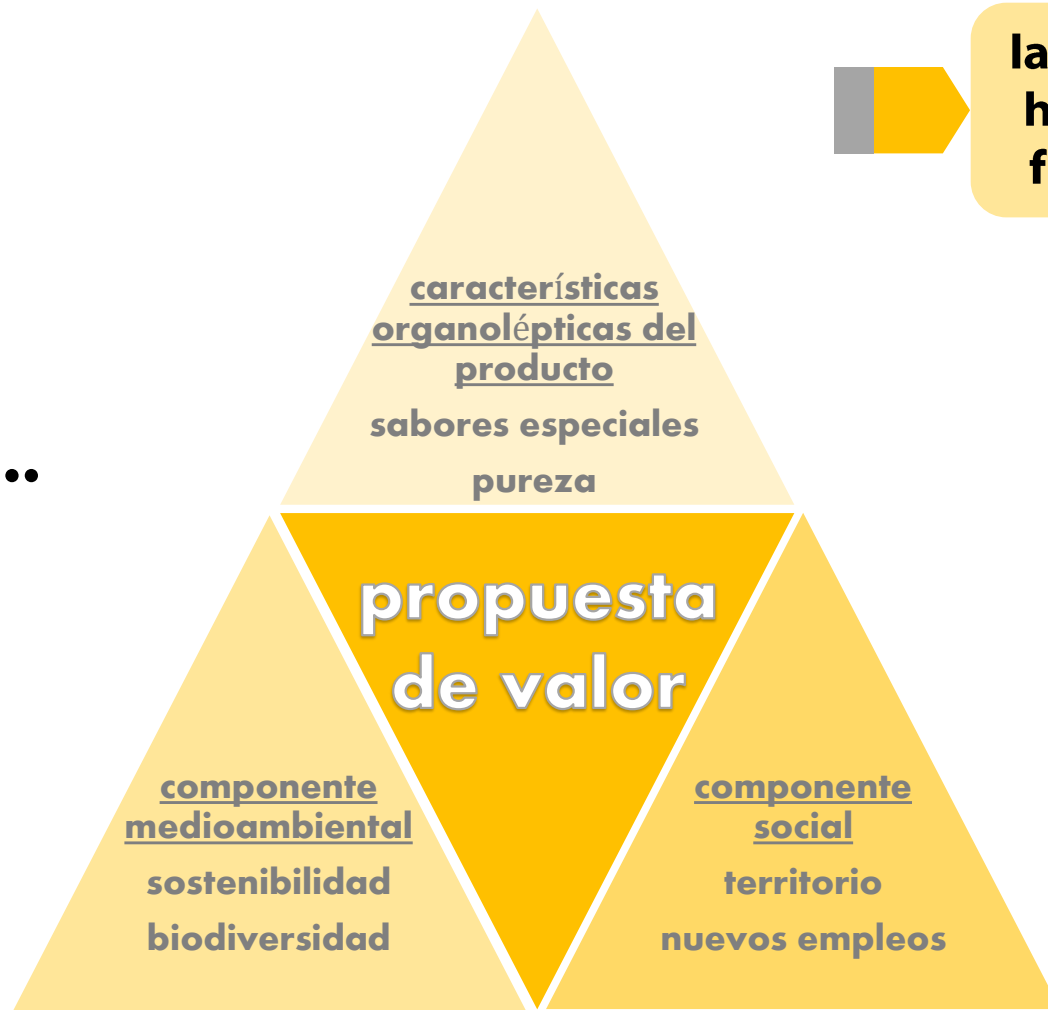 la
h
f
características
organolépticas del
producto
sabores especiales
pureza
..
propuesta
de valor
componente
medioambiental
sostenibilidad
biodiversidad
componente
social
territorio
nuevos empleos